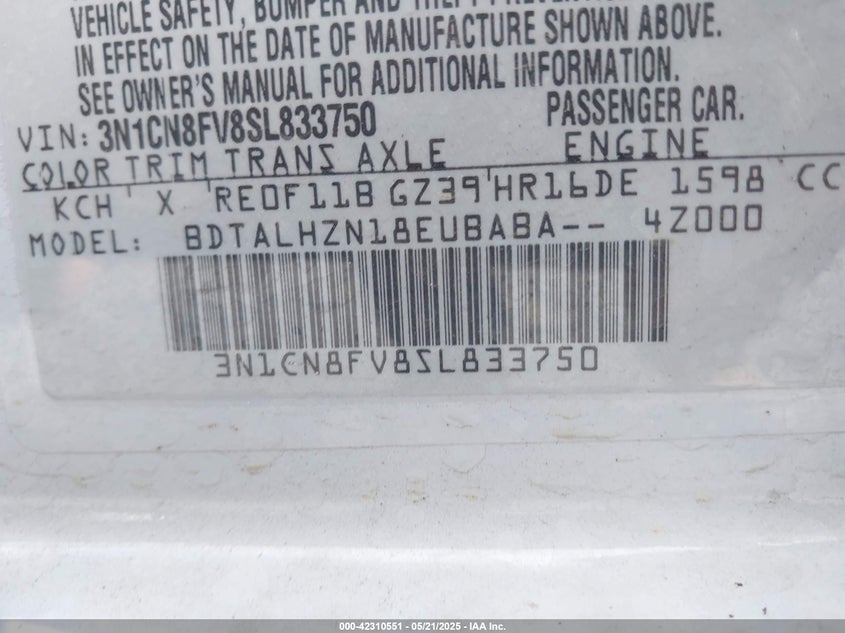 VEHICLE SAFETY, BUMPER AND THEFT PREVENTION
IN EFFECT ON THE DATE OF MANUFACTURE SHOWN ABOVE.
SEE OWNER'S MANUAL FOR ADDITIONAL INFORMATION.
VIN: 3N1CN8FV8SL833750 PASSENGER CAR.
COLOR TRIM TRANS AXLE ENGINE
KCH X RE0F11B GZ39 HR16DE 1598 CC
MODEL: BDTALHZN18EUBABA-- 4Z000
3N1CN8FV8SL833750
000-42310551 - 05/21/2025 - IAA Inc.